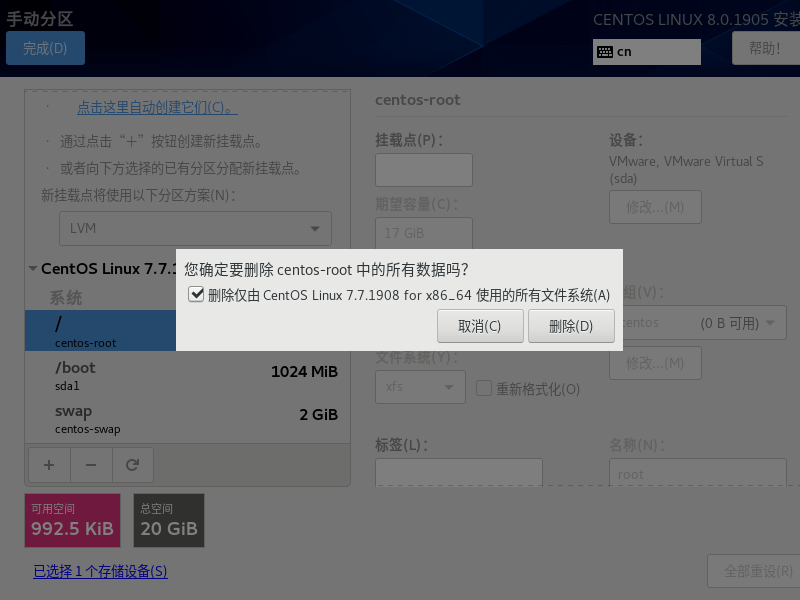 手动分区
CENTOS LINUX 8.0.1905 安装
完成(D)
cn
帮助!
· 点击这里自动创建它们(C)。
· 通过点击“＋”按钮创建新挂载点。
· 或者向下方选择的已有分区分配新挂载点。
新挂载点将使用以下分区方案(N)：
LVM
CentOS Linux 7.7.1
系统
/
centos-root
/boot
1024 MiB
sda1
swap
2 GiB
centos-swap
可用空间
992.5 KiB
总空间
20 GiB
已选择 1 个存储设备(S)
centos-root
挂载点(P)：
设备：
VMware, VMware Virtual S
(sda)
期望容量(C)：
修改...(M)
17 GiB
您确定要删除 centos-root 中的所有数据吗?
删除仅由 CentOS Linux 7.7.1908 for x86_64 使用的所有文件系统(A)
取消(C)
删除(D)
组(V)：
centos
(0 B 可用)
文件系统(Y)：
修改...(M)
xfs
重新格式化(O)
标签(L)：
名称(N)：
root
全部重设(R)